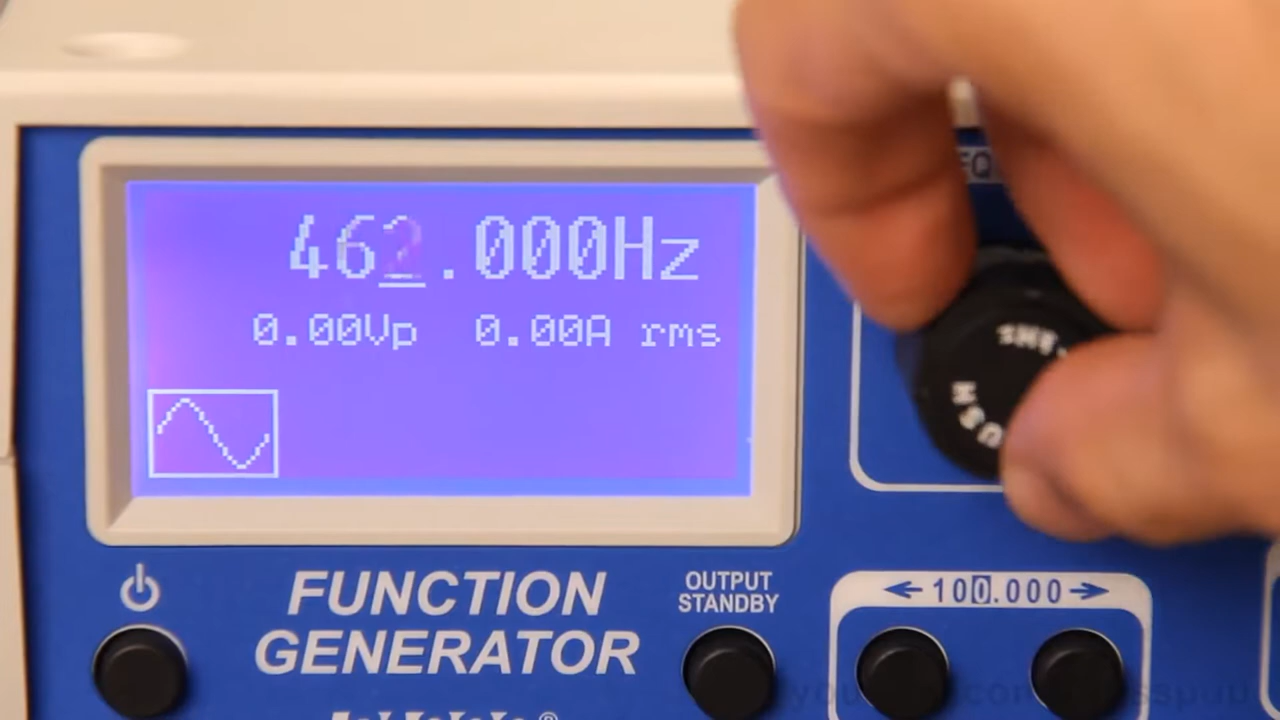 462.000Hz
0.00Vp 0.00A rms
FUNCTION
GENERATOR
OUTPUT
STANDBY
100.000